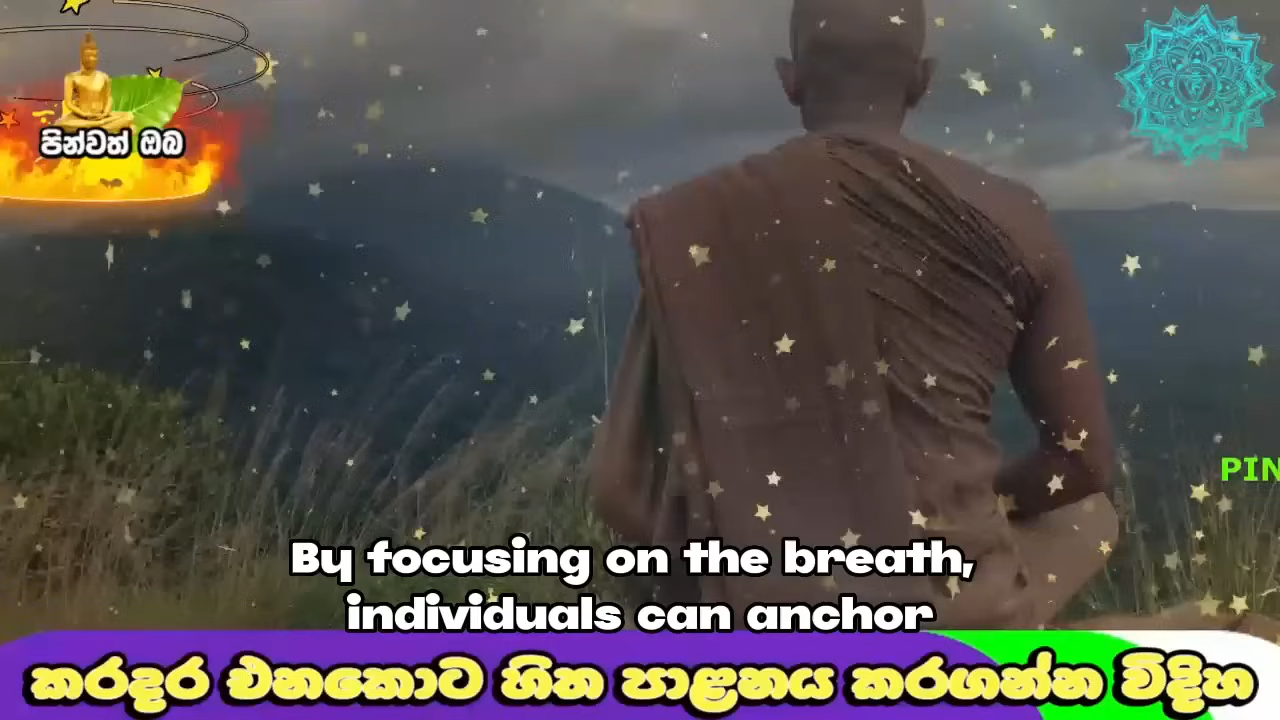 පින්වත් ඔබ
PIN
By focusing on the breath,
individuals can anchor
කරදර එනකොට හිත පාළනය කරගන්න විදිහ